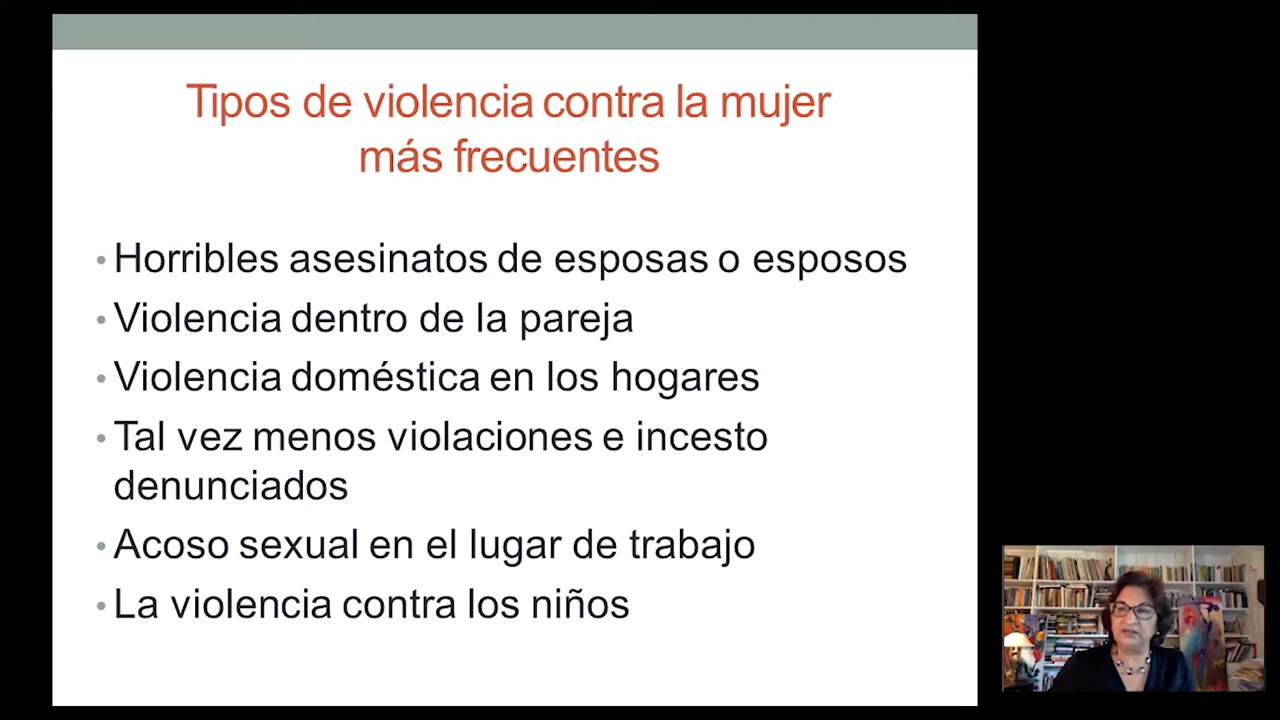 Tipos de violencia contra la mujer
más frecuentes
• Horribles asesinatos de esposas o esposos
• Violencia dentro de la pareja
• Violencia doméstica en los hogares
• Tal vez menos violaciones e incesto
denunciados
• Acoso sexual en el lugar de trabajo
• La violencia contra los niños